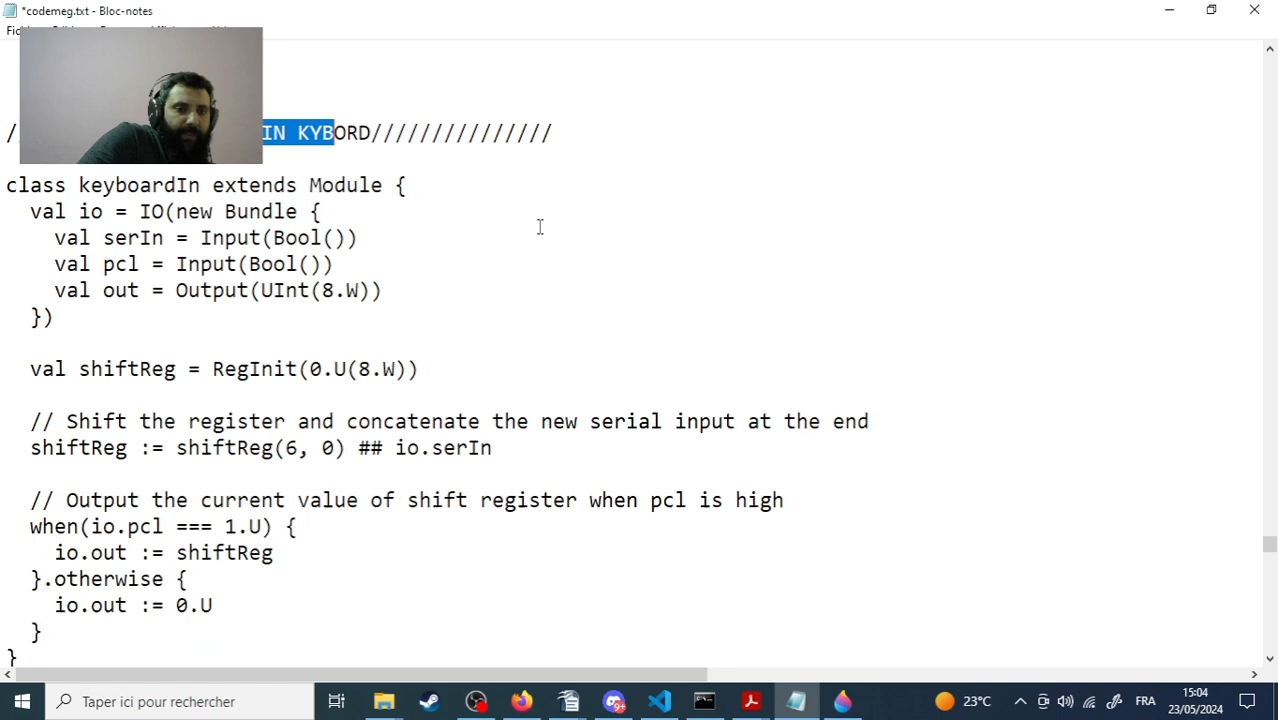 *codemeg.txt - Bloc-notes
IN KYBORD///////////////
class keyboardIn extends Module {
val io = IO(new Bundle {
val serIn = Input(Bool())
val pcl = Input(Bool())
val out = Output(UInt(8.W))
})
val shiftReg = RegInit(0.U(8.W))
// Shift the register and concatenate the new serial input at the end
shiftReg := shiftReg(6, 0) ## io.serIn
// Output the current value of shift register when pcl is high
when(io.pcl === 1.U) {
io.out := shiftReg
}.otherwise {
io.out := 0.U
}
}
Taper ici pour rechercher
9+
23°C
FRA
15:04
23/05/2024